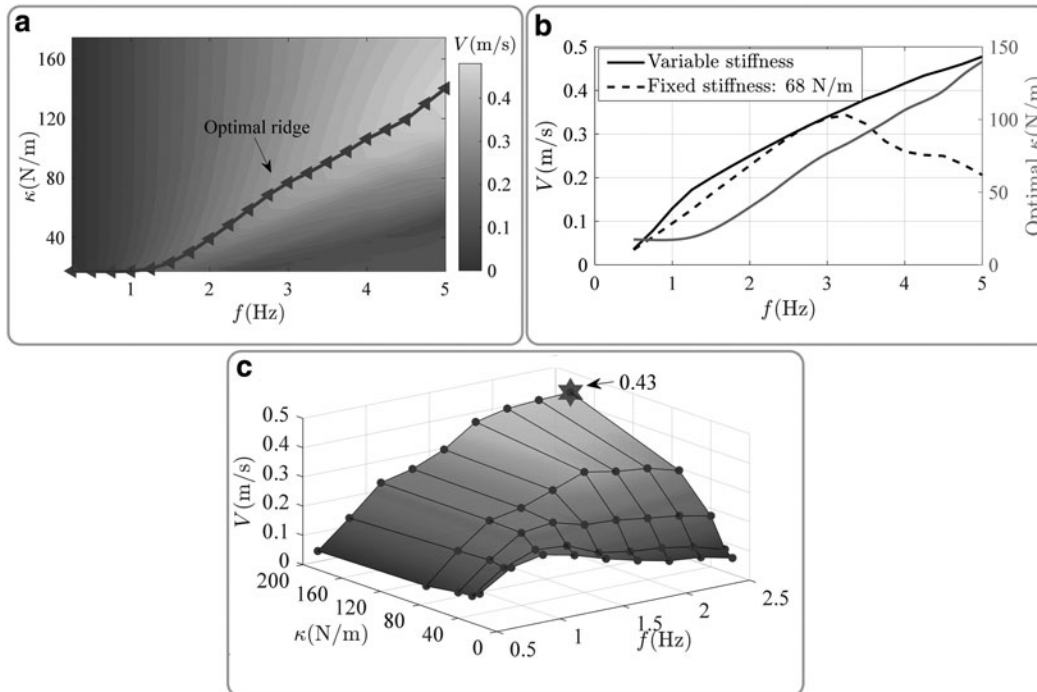 a
V(m/s)
160
120
80
40
κ(N/m)
Optimal ridge
0.4
0.3
0.2
0.1
0
1 2 3 4 5
f(Hz)
b
0.5
0.4
0.3
0.2
0.1
0
V(m/s)
Variable stiffness
Fixed stiffness: 68 N/m
150
100
50
0
Optimal κ(N/m)
0 1 2 3 4 5
f(Hz)
c
0.43
0.5
0.4
0.3
0.2
0.1
0
V(m/s)
200 160 120 80 40 0
κ(N/m)
0.5 1 1.5 2 2.5
f(Hz)